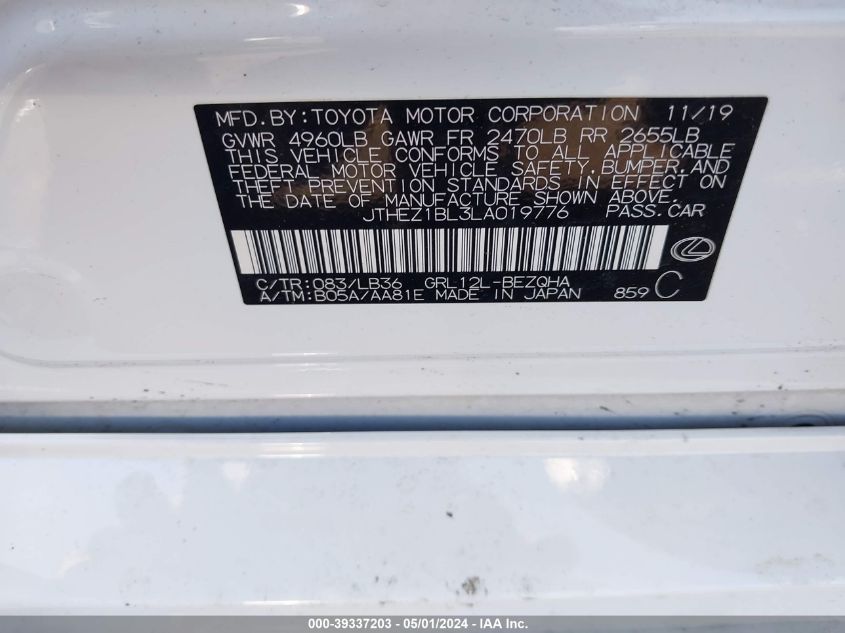 MFD.BY:TOYOTA MOTOR CORPORATION 11/19
GVWR 4960LB GAWR FR 2470LB RR 2655LB
THIS VEHICLE CONFORMS TO ALL APPLICABLE
FEDERAL MOTOR VEHICLE SAFETY,BUMPER,AND
THEFT PREVENTION STANDARDS IN EFFECT ON
THE DATE OF MANUFACTURE SHOWN ABOVE.
JTHEZ1BL3LA019776 PASS.CAR
C/TR:083/LB36 GRL12L-BEZQHA
A/TM:B05A/AA81E MADE IN JAPAN 859 C
000-39337203 - 05/01/2024 - IAA Inc.